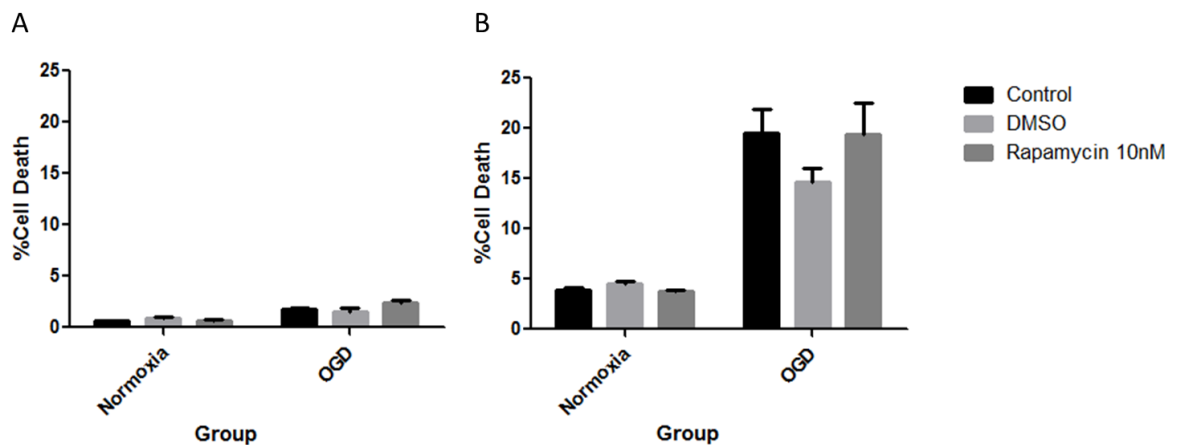 A
%Cell Death
25
20
15
10
5
0
Normoxia
OGD
Group
B
%Cell Death
25
20
15
10
5
0
Normoxia
OGD
Group
Control
DMSO
Rapamycin 10nM